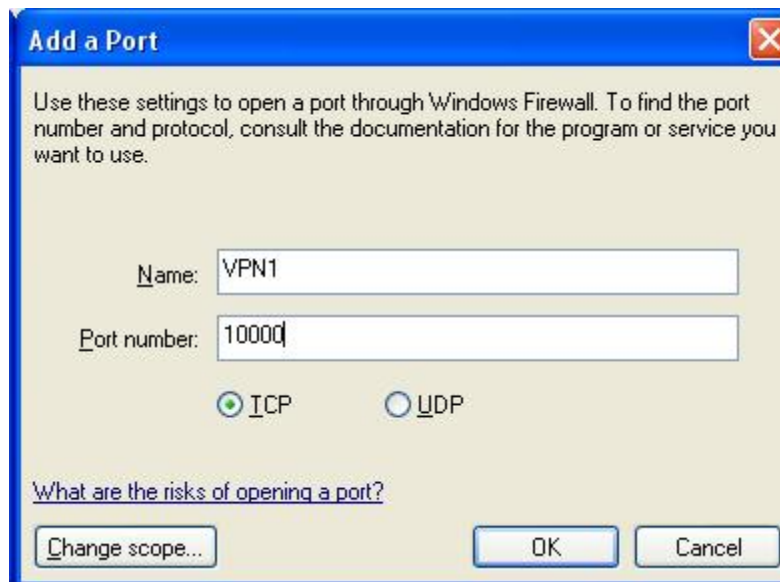 Add a Port
Use these settings to open a port through Windows Firewall. To find the port
number and protocol, consult the documentation for the program or service you
want to use.
Name: VPN1
Port number: 10000
TCP UDP
What are the risks of opening a port?
Change scope... OK Cancel